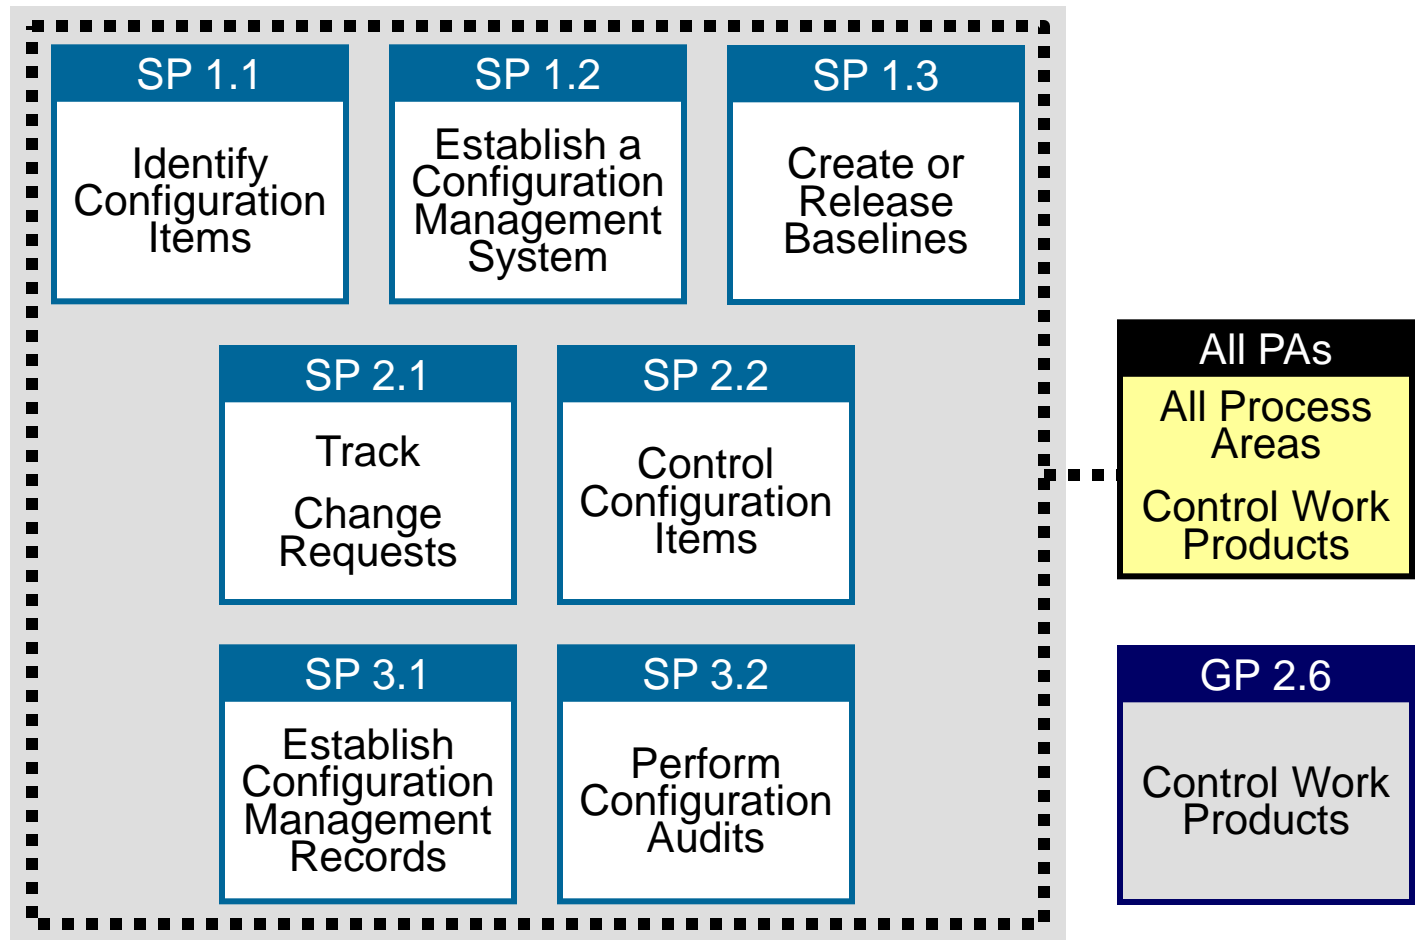 SP 1.1
Identify
Configuration
Items
SP 1.2
Establish a
Configuration
Management
System
SP 1.3
Create or
Release
Baselines
SP 2.1
Track
Change
Requests
SP 2.2
Control
Configuration
Items
All PAs
All Process
Areas
Control Work
Products
SP 3.1
Establish
Configuration
Management
Records
SP 3.2
Perform
Configuration
Audits
GP 2.6
Control Work
Products